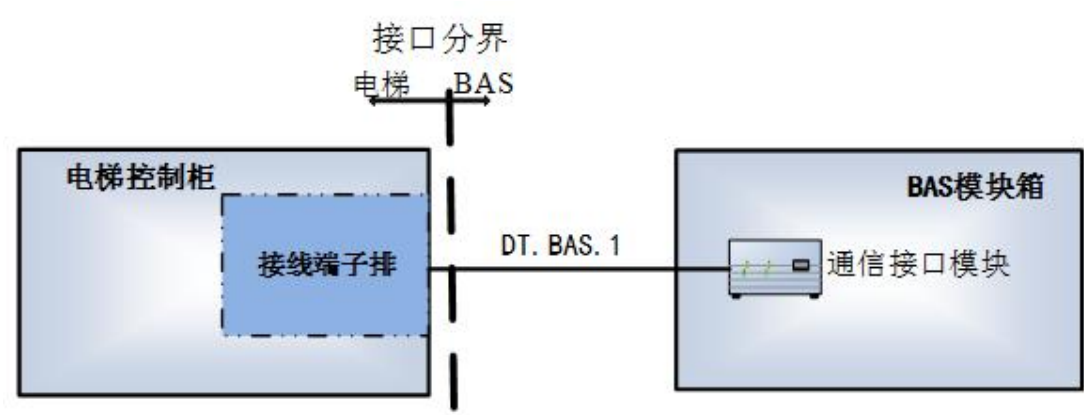 接口分界
电梯 BAS
电梯控制柜
BAS模块箱
接线端子排
DT. BAS. 1
通信接口模块